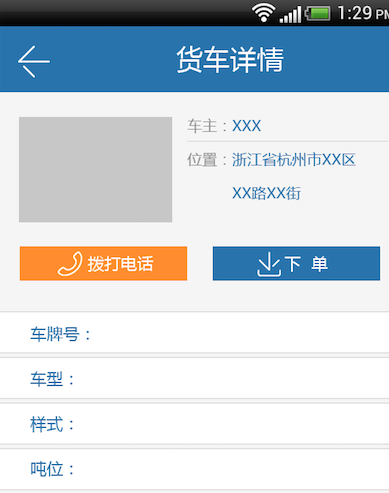 1:29 PM
货车详情
车主：XXX
位置：浙江省杭州市XX区
XX路XX街
拨打电话
下 单
车牌号：
车型：
样式：
吨位：